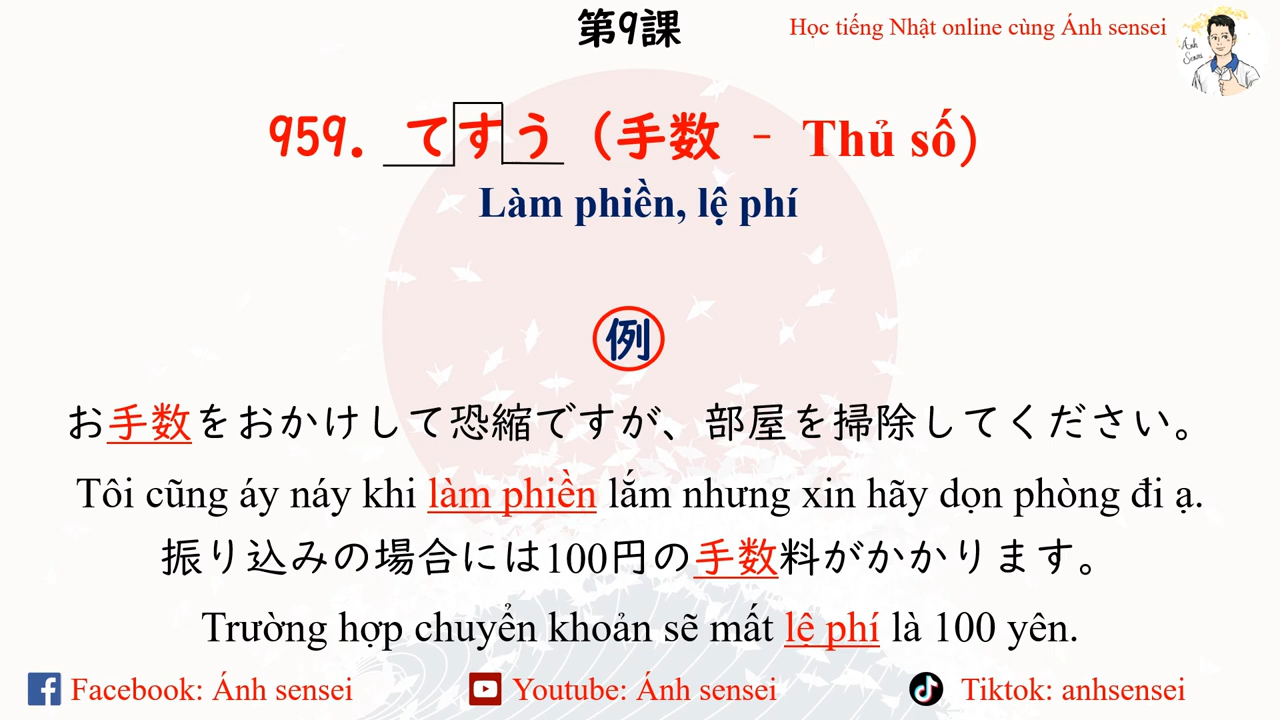 第9課
Học tiếng Nhật online cùng Ánh sensei
Ánh Sensei
959. てすう (手数 - Thủ số)
Làm phiền, lệ phí
例
お手数をおかけして恐縮ですが、部屋を掃除してください。
Tôi cũng áy náy khi làm phiền lắm nhưng xin hãy dọn phòng đi ạ.
振り込みの場合には100円の手数料がかかります。
Trường hợp chuyển khoản sẽ mất lệ phí là 100 yên.
Facebook: Ánh sensei Youtube: Ánh sensei Tiktok: anhsensei